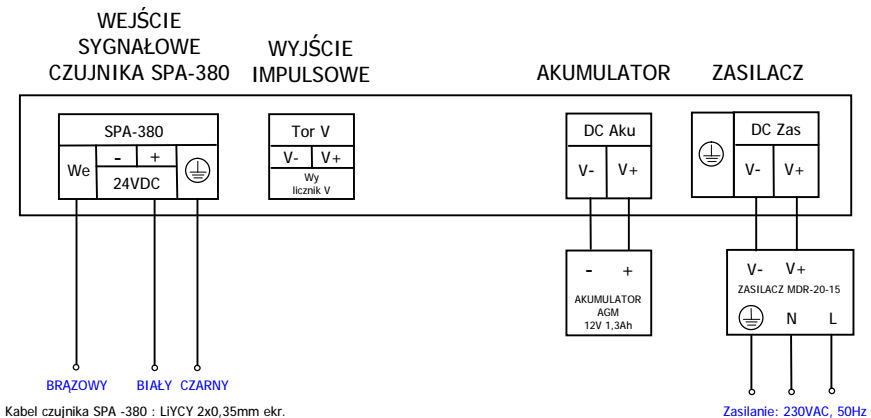 WEJŚCIE
SYGNAŁOWE
CZUJNIKA SPA-380
WYJŚCIE
IMPULSOWE
AKUMULATOR
ZASILACZ
SPA-380
We
- +
24VDC
Tor V
V- V+
Wy
licznik V
DC Aku
V- V+
DC Zas
V- V+
- +
AKUMULATOR
AGM
12V 1,3Ah
V- V+
ZASILACZ MDR-20-15
N L
BRĄZOWY BIAŁY CZARNY
Kabel czujnika SPA -380 : LiYCY 2x0,35mm ekr.
Zasilanie: 230VAC, 50Hz